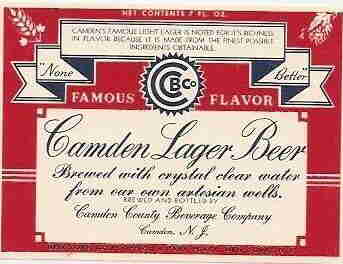 NET CONTENTS 7 FL. OZ.
CAMDEN'S FAMOUS LIGHT LAGER IS NOTED FOR IT'S RICHNESS
IN FLAVOR BECAUSE IT IS MADE FROM THE FINEST POSSIBLE
INGREDIENTS OBTAINABLE.
"None
CCBCo
Better"
FAMOUS FLAVOR
Camden Lager Beer
Brewed with crystal clear water
from our own artesian wells.
BREWED AND BOTTLED BY
Camden County Beverage Company
Camden, N. J.